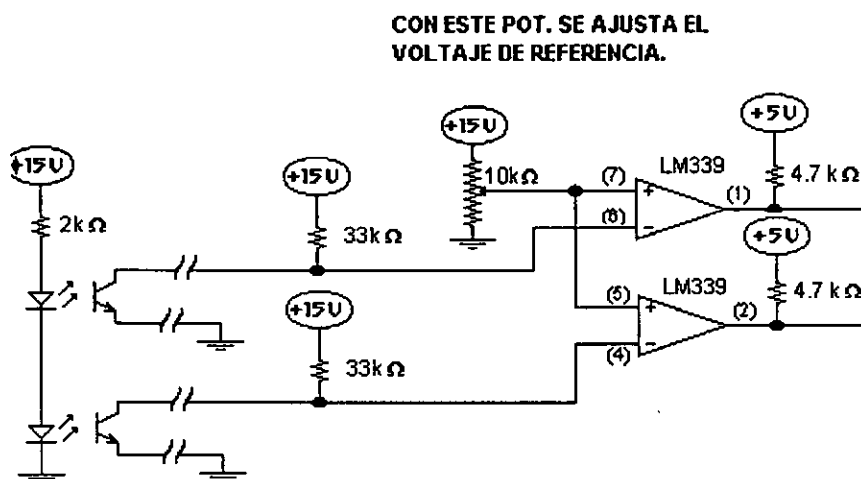 CON ESTE POT. SE AJUSTA EL
VOLTAJE DE REFERENCIA.
+15V
2kΩ
+15V
33kΩ
+15V
10kΩ
(7)
(6)
LM339
(1)
+5V
4.7 kΩ
+15V
33kΩ
(5)
(4)
LM339
(2)
+5V
4.7 kΩ